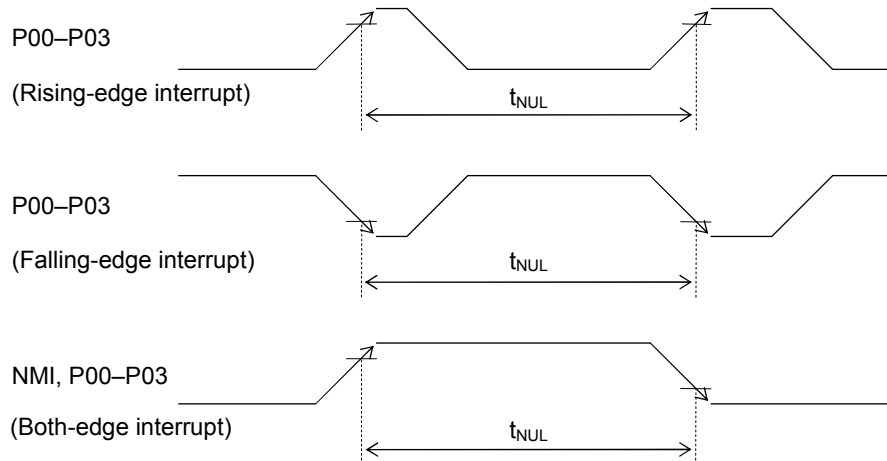 P00–P03
(Rising-edge interrupt)
tNUL
P00–P03
(Falling-edge interrupt)
tNUL
NMI, P00–P03
(Both-edge interrupt)
tNUL